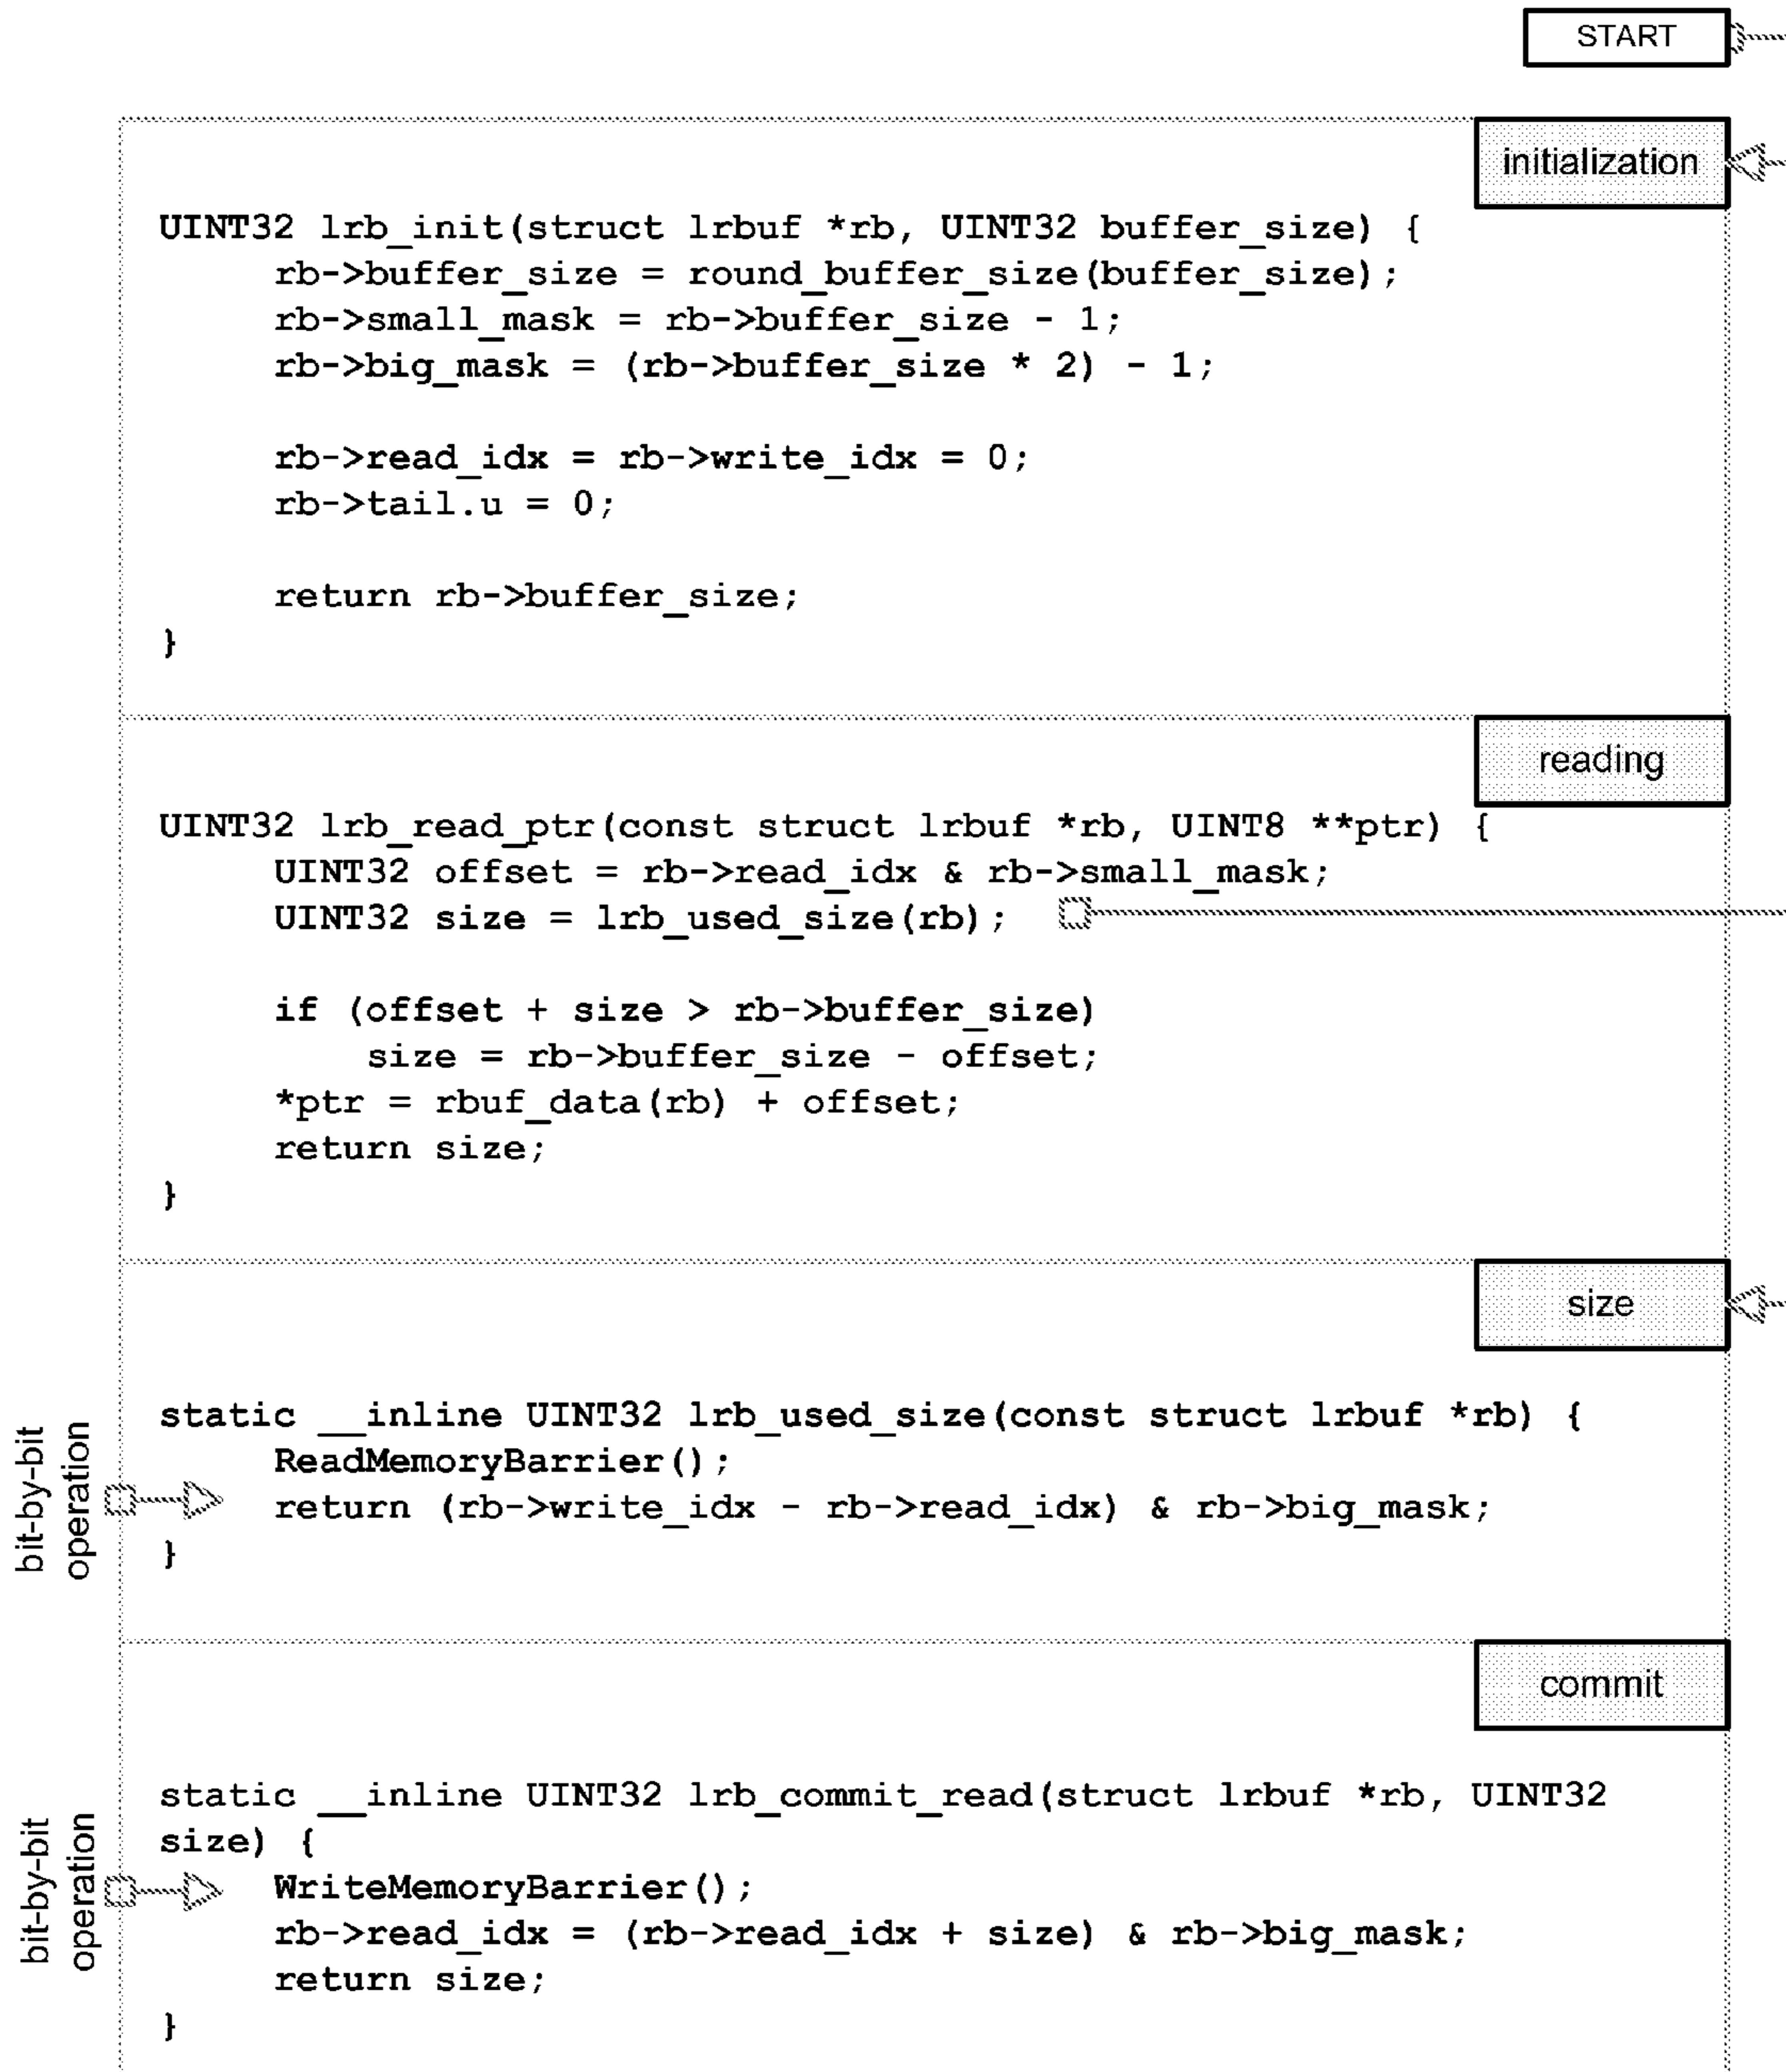 START
initialization
UINT32 lrb_init(struct lrbuf *rb, UINT32 buffer_size) {
     rb->buffer_size = round_buffer_size(buffer_size);
     rb->small_mask = rb->buffer_size - 1;
     rb->big_mask = (rb->buffer_size * 2) - 1;
     rb->read_idx = rb->write_idx = 0;
     rb->tail.u = 0;
     return rb->buffer_size;
}
reading
UINT32 lrb_read_ptr(const struct lrbuf *rb, UINT8 **ptr) {
     UINT32 offset = rb->read_idx & rb->small_mask;
     UINT32 size = lrb_used_size(rb);
     if (offset + size > rb->buffer_size)
         size = rb->buffer_size - offset;
     *ptr = rbuf_data(rb) + offset;
     return size;
}
size
bit-by-bit
operation
static __inline UINT32 lrb_used_size(const struct lrbuf *rb) {
     ReadMemoryBarrier();
     return (rb->write_idx - rb->read_idx) & rb->big_mask;
}
commit
bit-by-bit
operation
static __inline UINT32 lrb_commit_read(struct lrbuf *rb, UINT32
size) {
     WriteMemoryBarrier();
     rb->read_idx = (rb->read_idx + size) & rb->big_mask;
     return size;
}